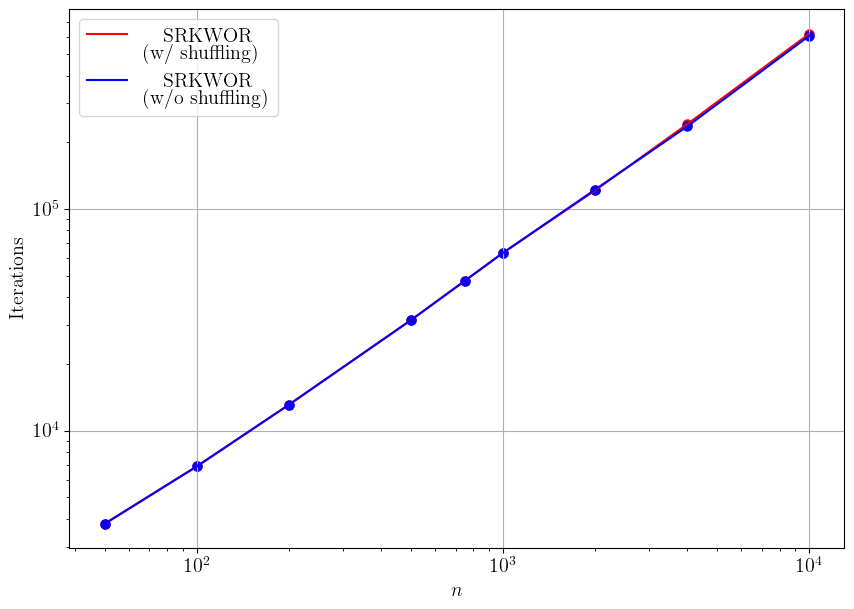 SRKWOR
(w/ shuffling)
SRKWOR
(w/o shuffling)
Iterations
10^5
10^4
10^2
10^3
10^4
n